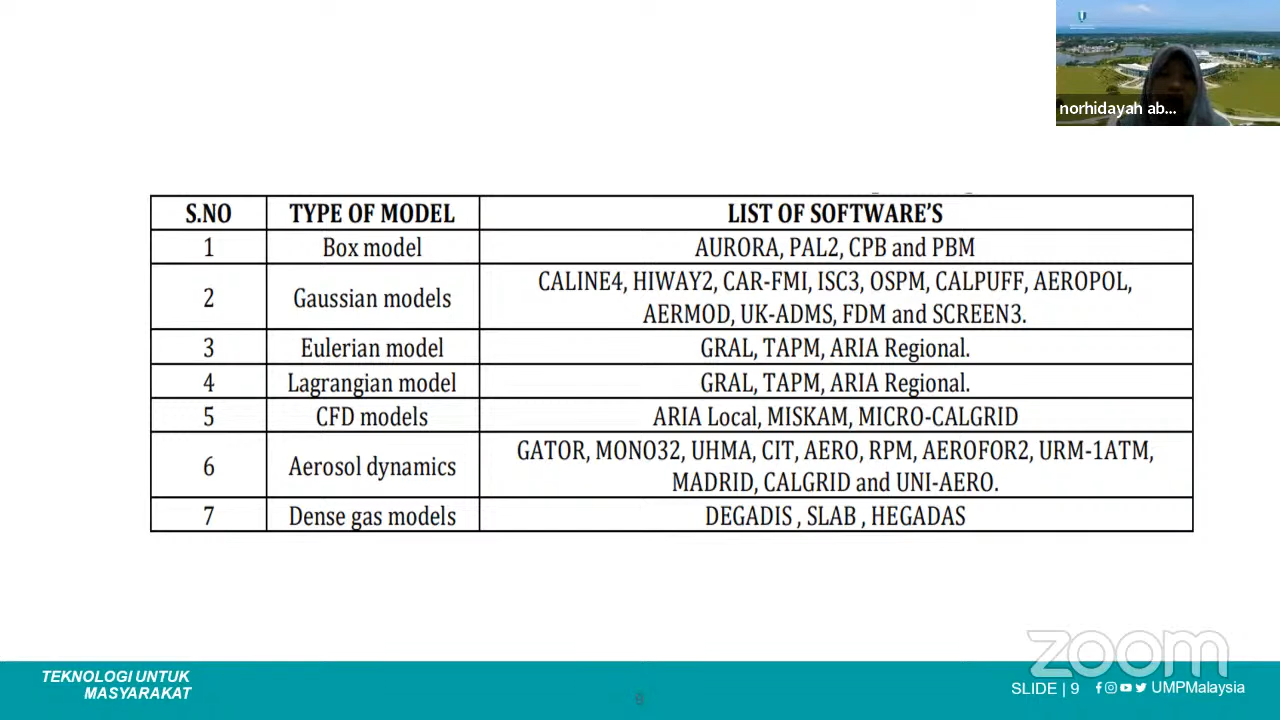 norhidayah ab...
S.NO TYPE OF MODEL LIST OF SOFTWARE'S
1 Box model AURORA, PAL2, CPB and PBM
2 Gaussian models CALINE4, HIWAY2, CAR-FMI, ISC3, OSPM, CALPUFF, AEROPOL,
AERMOD, UK-ADMS, FDM and SCREEN3.
3 Eulerian model GRAL, TAPM, ARIA Regional.
4 Lagrangian model GRAL, TAPM, ARIA Regional.
5 CFD models ARIA Local, MISKAM, MICRO-CALGRID
6 Aerosol dynamics GATOR, MONO32, UHMA, CIT, AERO, RPM, AEROFOR2, URM-1ATM,
MADRID, CALGRID and UNI-AERO.
7 Dense gas models DEGADIS , SLAB , HEGADAS
zoom
TEKNOLOGI UNTUK
MASYARAKAT
SLIDE | 9 UMPMalaysia